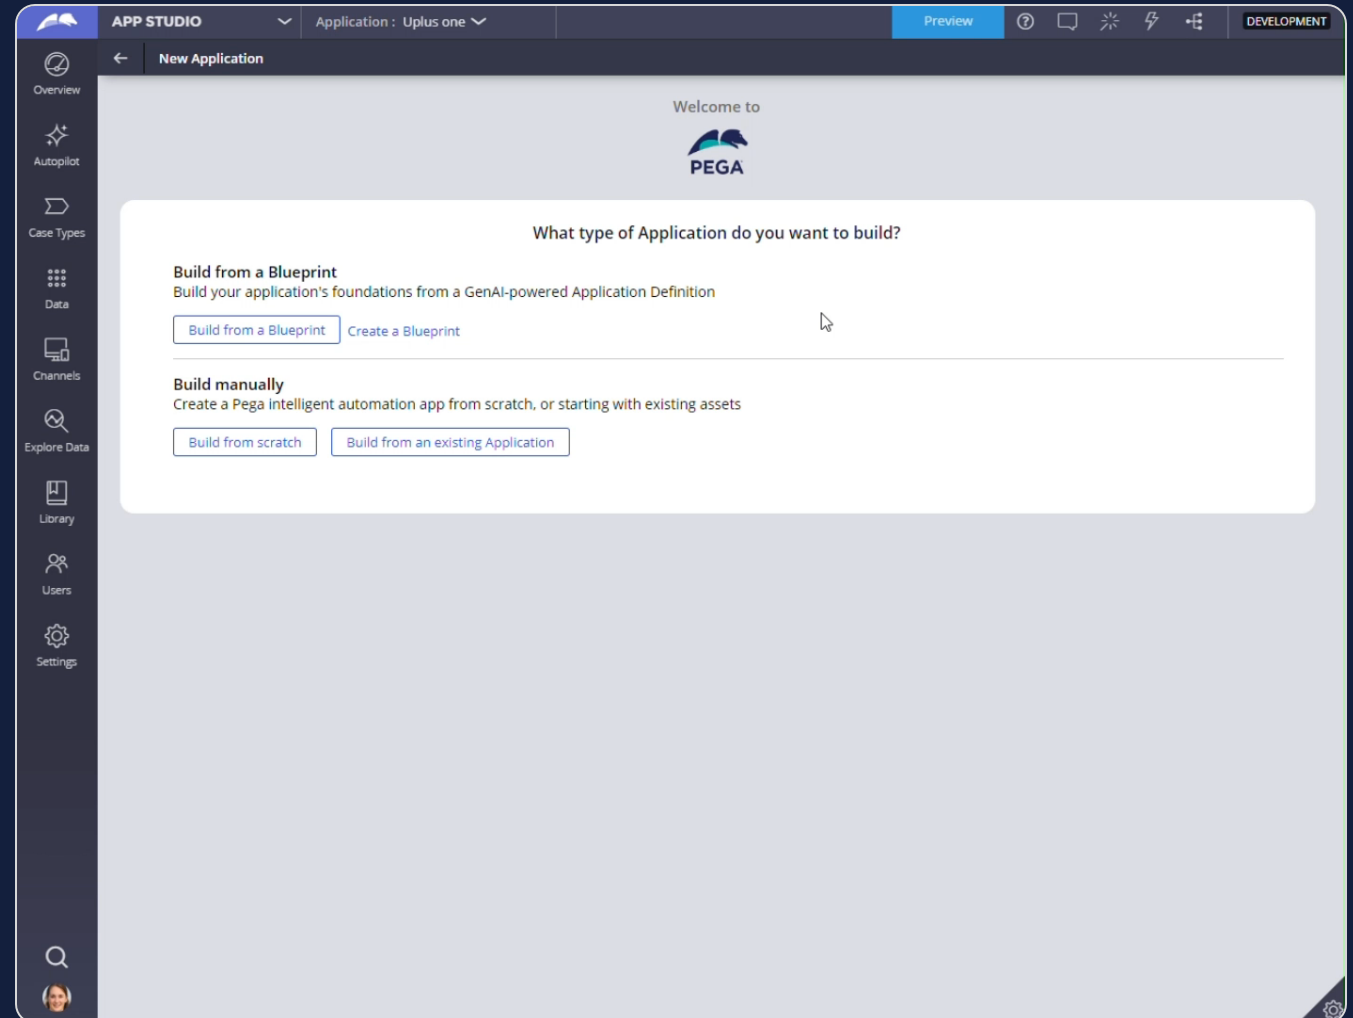 APP STUDIO
Application : Uplus one
Preview
DEVELOPMENT
New Application
Overview
Autopilot
Case Types
Data
Channels
Explore Data
Library
Users
Settings
Welcome to
PEGA
What type of Application do you want to build?
Build from a Blueprint
Build your application's foundations from a GenAI-powered Application Definition
Build from a Blueprint
Create a Blueprint
Build manually
Create a Pega intelligent automation app from scratch, or starting with existing assets
Build from scratch
Build from an existing Application